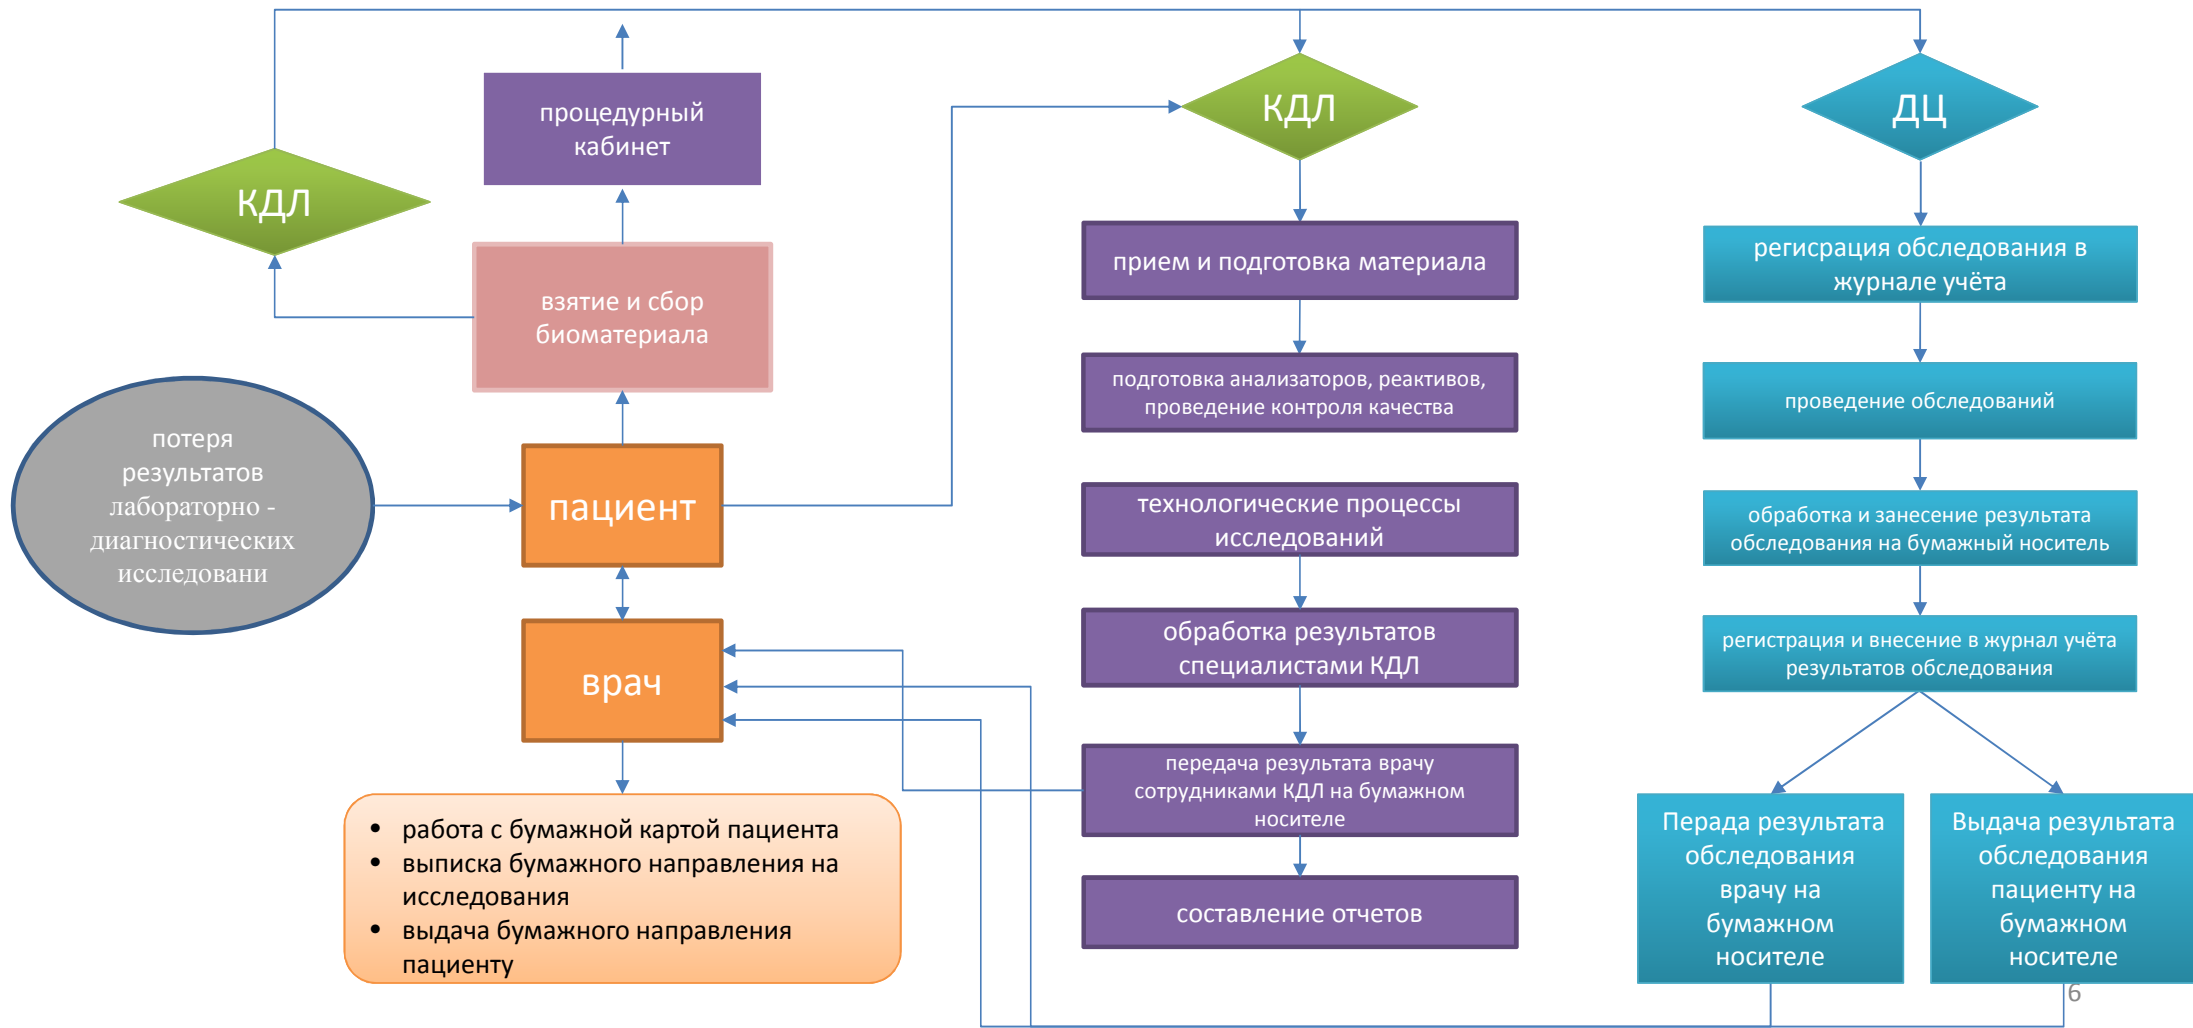 процедурный
кабинет
КДЛ
взятие и сбор
биоматериала
потеря
результатов
лабораторно -
диагностических
исследовани
пациент
врач
• работа с бумажной картой пациента
• выписка бумажного направления на
исследования
• выдача бумажного направления
пациенту
КДЛ
прием и подготовка материала
подготовка анализаторов, реактивов,
проведение контроля качества
технологические процессы
исследований
обработка результатов
специалистами КДЛ
передача результата врачу
сотрудниками КДЛ на бумажном
носителе
составление отчетов
ДЦ
регисрация обследования в
журнале учёта
проведение обследований
обработка и занесение результата
обследования на бумажный носитель
регистрация и внесение в журнал учёта
результатов обследования
Перада результата
обследования
врачу на
бумажном
носителе
Выдача результата
обследования
пациенту на
бумажном
носителе
6